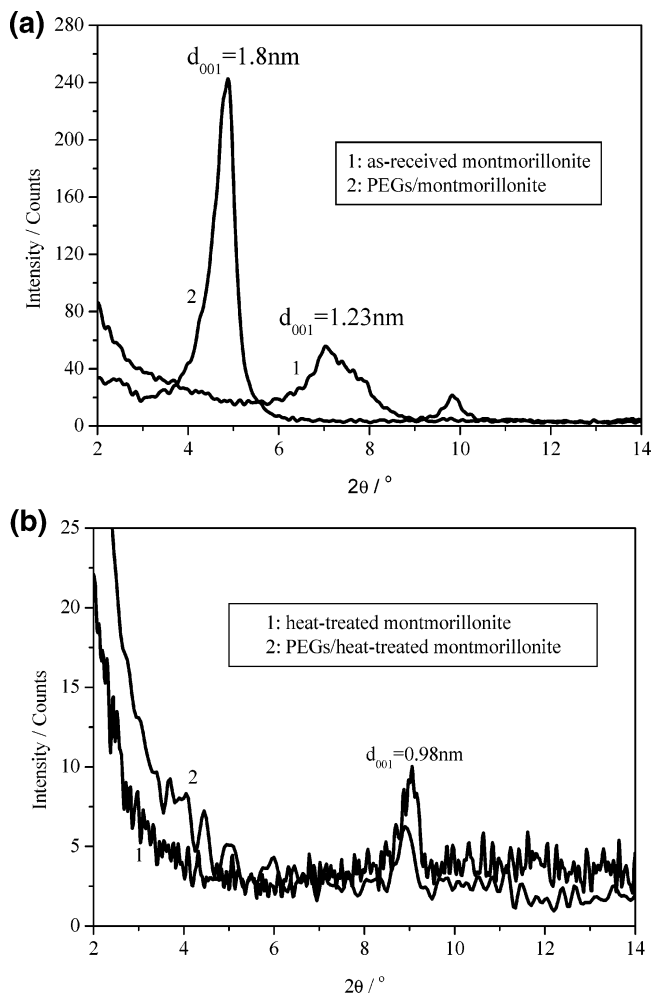 (a)
280
240
200
160
120
80
40
0
Intensity / Counts
d001=1.8nm
1: as-received montmorillonite
2: PEGs/montmorillonite
2
d001=1.23nm
1
2 4 6 8 10 12 14
2θ / °
(b)
25
20
15
10
5
0
Intensity / Counts
1: heat-treated montmorillonite
2: PEGs/heat-treated montmorillonite
d001=0.98nm
2
1
2 4 6 8 10 12 14
2θ / °